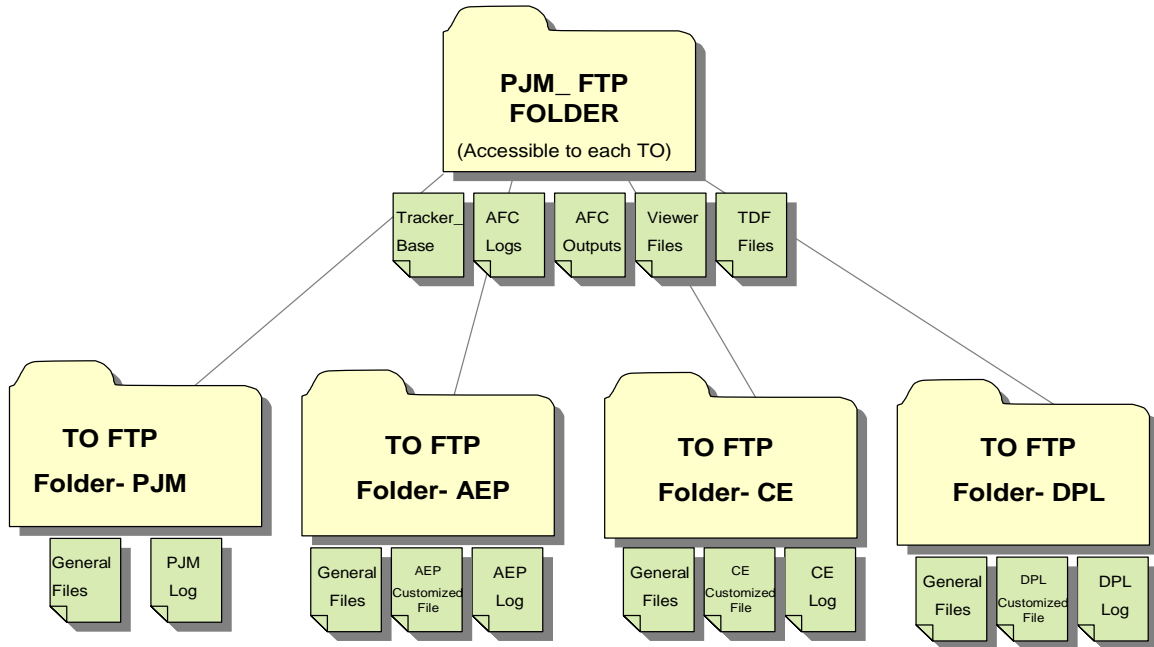 PJM_ FTP
FOLDER
(Accessible to each TO)
Tracker_
Base
AFC
Logs
AFC
Outputs
Viewer
Files
TDF
Files
TO FTP
Folder- PJM
TO FTP
Folder- AEP
TO FTP
Folder- CE
TO FTP
Folder- DPL
General
Files
PJM
Log
General
Files
AEP
Customized
File
AEP
Log
General
Files
CE
Customized
File
CE
Log
General
Files
DPL
Customized
File
DPL
Log